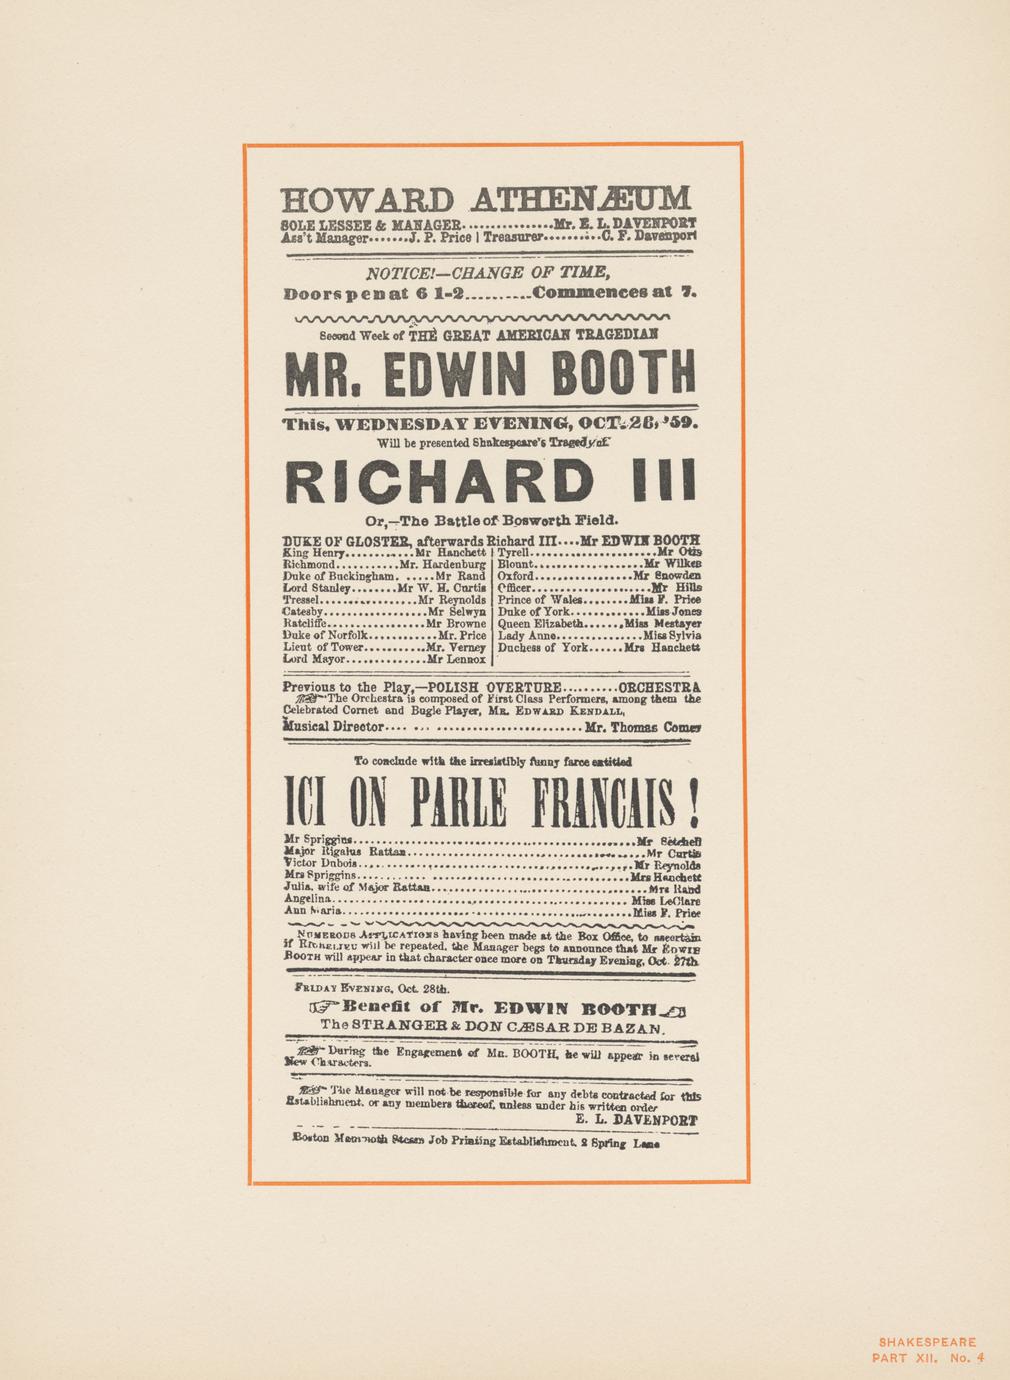 HOWARD ATHENÆUM
SOLE LESSEE & MANAGER...............Mr. E. L. DAVENPORT
Ass't Manager.......J. P. Price | Treasurer.........C. F. Davenport
NOTICE!—CHANGE OF TIME,
Doors pen at 6 1-2..........Commences at 7.
Second Week of THE GREAT AMERICAN TRAGEDIAN
MR. EDWIN BOOTH
This, WEDNESDAY EVENING, OCT. 26, '59.
Will be presented Shakespeare's Tragedy of
RICHARD III
Or,—The Battle of Bosworth Field.
DUKE OF GLOSTER, afterwards Richard III....Mr EDWIN BOOTH
King Henry...........Mr Hanchett | Tyrell......................Mr Otis
Richmond..........Mr. Hardenburg | Blount....................Mr Wilkes
Duke of Buckingham. .....Mr Rand | Oxford.................Mr Snowden
Lord Stanley........Mr W. H. Curtis | Officer.....................Mr Hills
Tressel.................Mr Reynolds | Prince of Wales........Miss F. Price
Catesby..................Mr Selwyn | Duke of York.............Miss Jones
Ratcliffe..................Mr Browne | Queen Elizabeth.......Miss Mestayer
Duke of Norfolk............Mr. Price | Lady Anne...............Miss Sylvia
Lieut of Tower..........Mr. Verney | Duchess of York......Mrs Hanchett
Lord Mayor..............Mr Lennox
Previous to the Play,—POLISH OVERTURE..........ORCHESTRA
The Orchestra is composed of First Class Performers, among them the
Celebrated Cornet and Bugle Player, MR. EDWARD KENDALL,
Musical Director.... ... ..........................Mr. Thomas Comer
To conclude with the irresistibly funny farce entitled
ICI ON PARLE FRANCAIS !
Mr Spriggins................................................Mr Setchell
Major Rigalus Rattan........................................Mr Curtis
Victor Dubois...............................................Mr Reynolds
Mrs Spriggins........... ..................................Mrs Hanchett
Julia, wife of Major Rattan.....................................Mrs Rand
Angelina................................................... Miss LeClare
Ann Maria..................................................Miss F. Price
NUMEROUS APPLICATIONS having been made at the Box Office, to ascertain
if RICHELIEU will be repeated, the Manager begs to announce that Mr EDWIN
BOOTH will appear in that character once more on Thursday Evening, Oct. 27th
FRIDAY EVENING, Oct. 28th.
Benefit of Mr. EDWIN BOOTH
The STRANGER & DON CÆSAR DE BAZAN.
During the Engagement of MR. BOOTH, he will appear in several
New Characters.
The Manager will not be responsible for any debts contracted for this
Establishment, or any members thereof, unless under his written order
E. L. DAVENPORT
Boston Mammoth Steam Job Printing Establishment, 2 Spring Lane
SHAKESPEARE
PART XII. No. 4